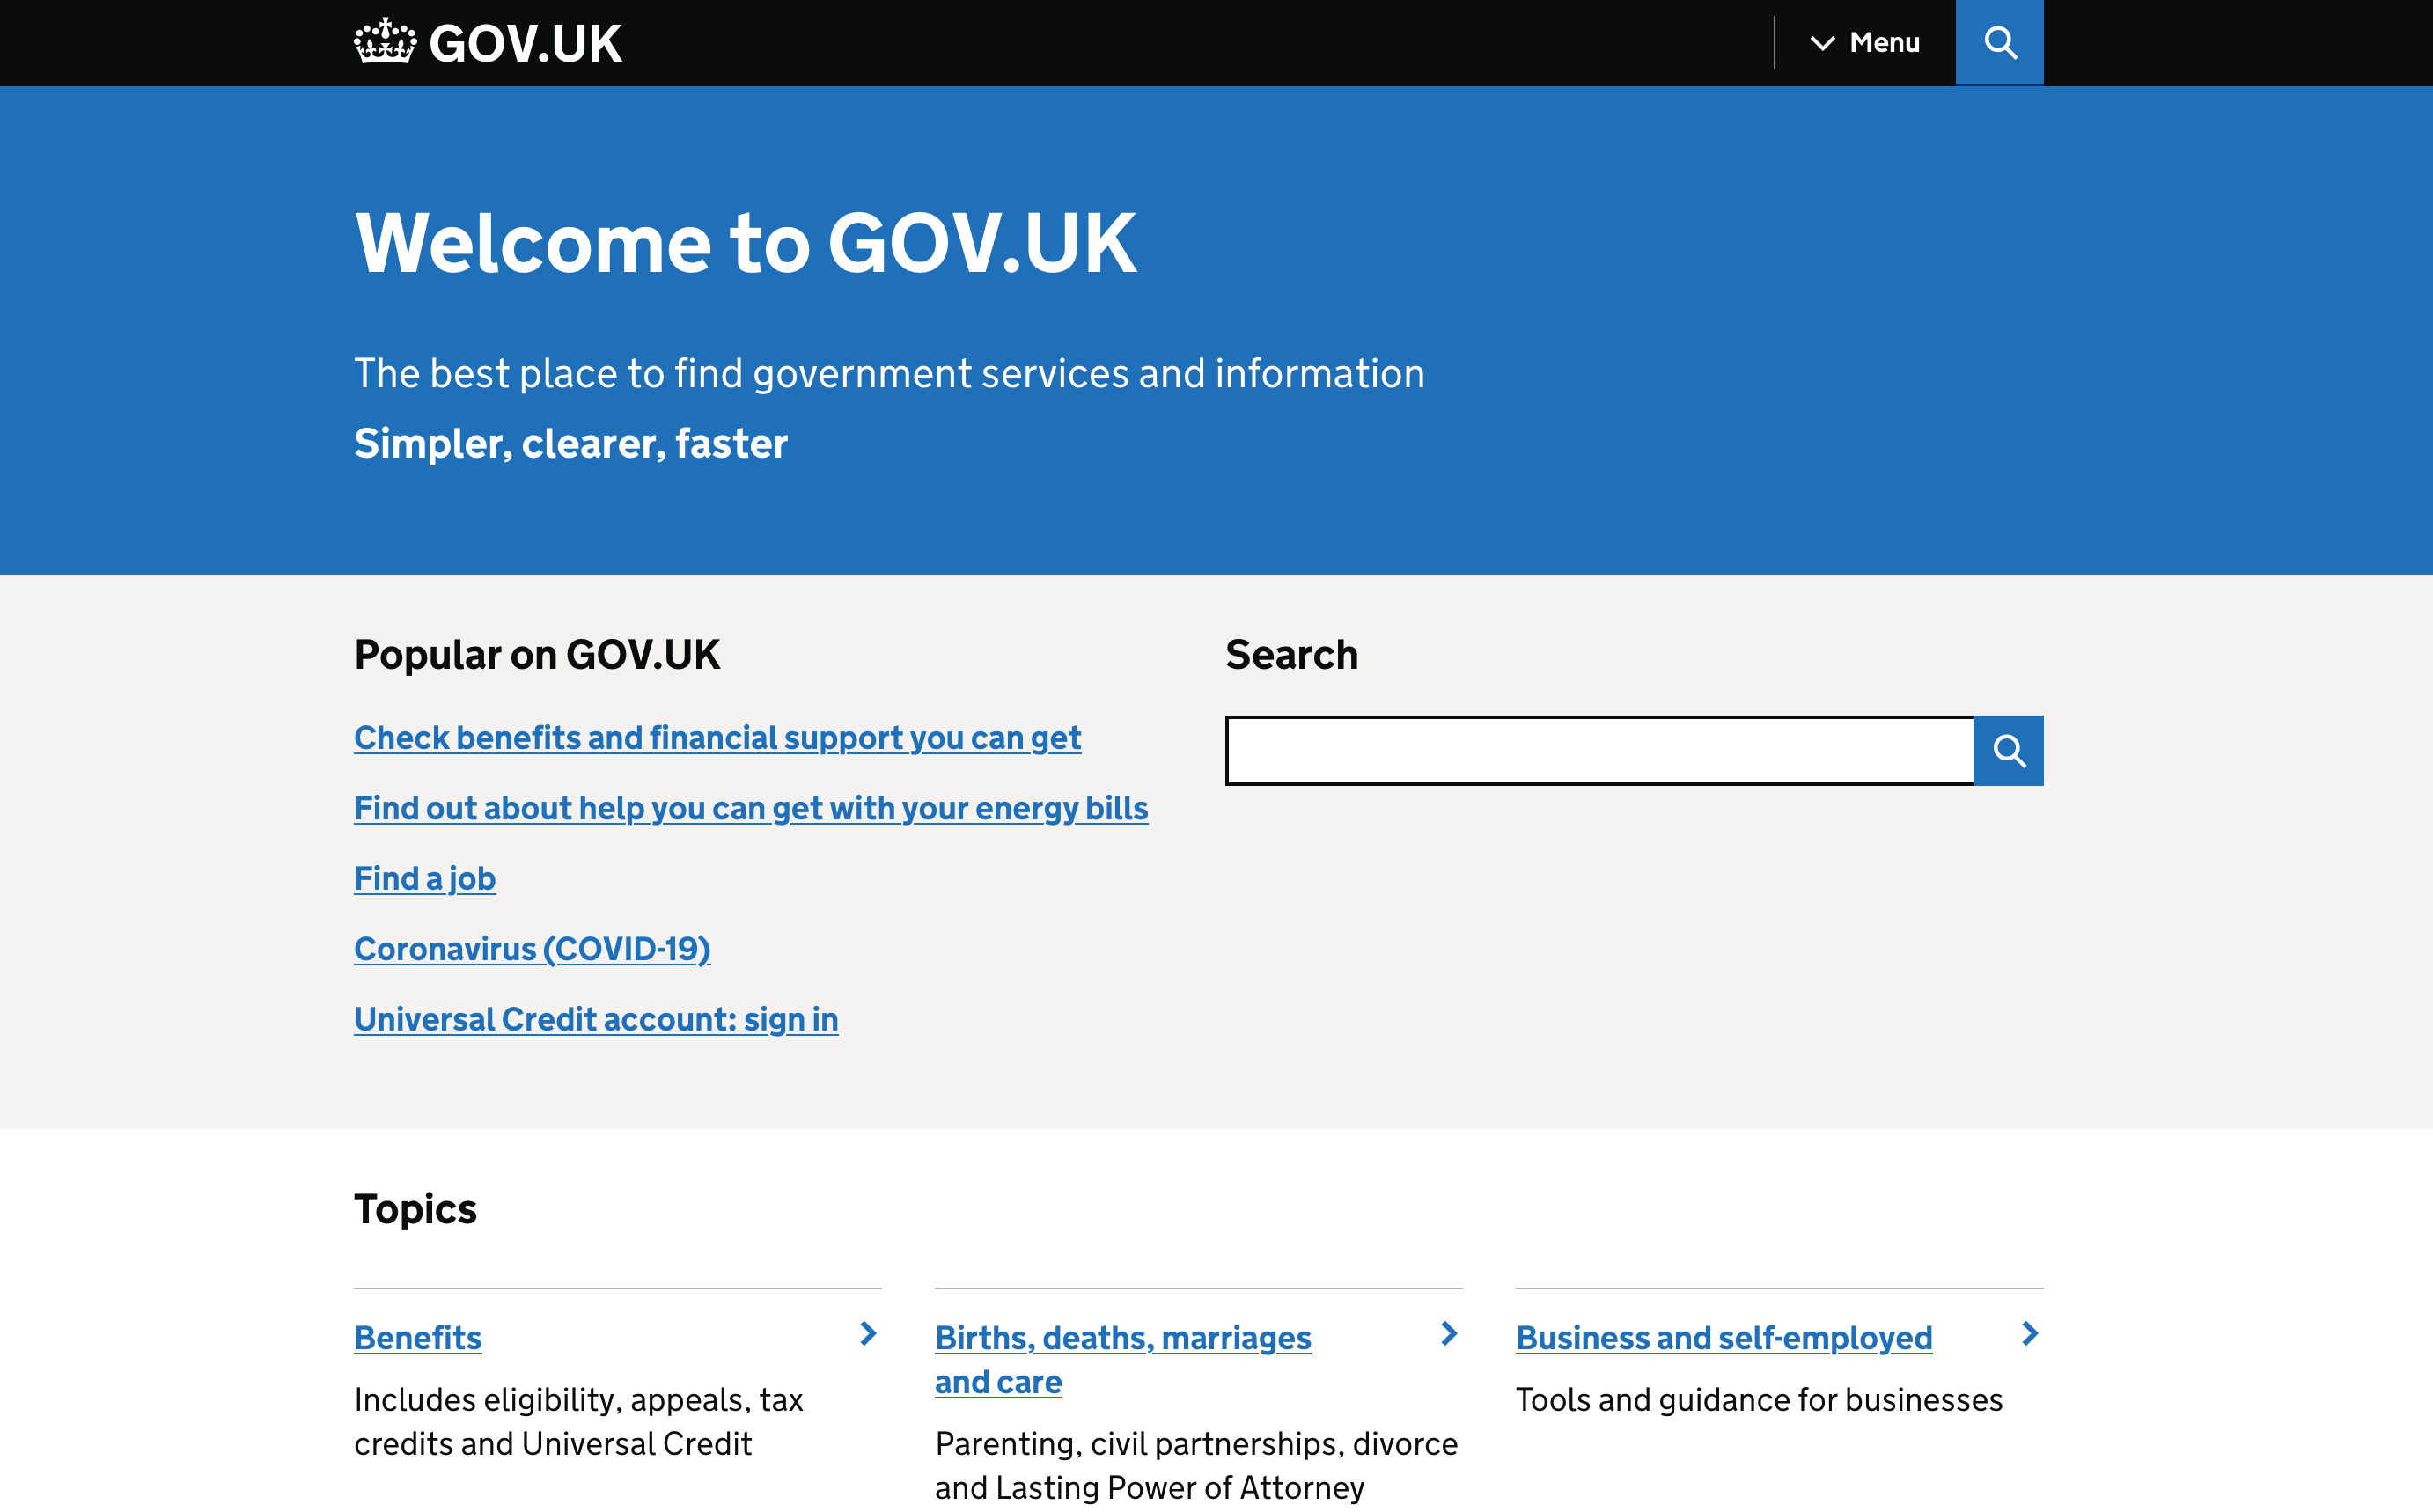 GOV.UK
Menu
Welcome to GOV.UK
The best place to find government services and information
Simpler, clearer, faster
Popular on GOV.UK
Check benefits and financial support you can get
Find out about help you can get with your energy bills
Find a job
Coronavirus (COVID-19)
Universal Credit account: sign in
Search
Topics
Benefits
Includes eligibility, appeals, tax
credits and Universal Credit
Births, deaths, marriages
and care
Parenting, civil partnerships, divorce
and Lasting Power of Attorney
Business and self-employed
Tools and guidance for businesses